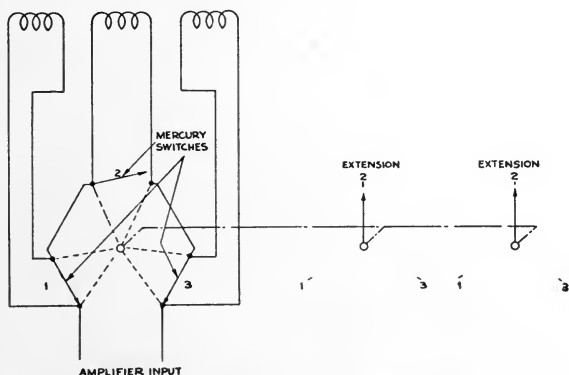 MERCURY
SWITCHES
2
1
3
EXTENSION
2
EXTENSION
2
1
3
1
3
AMPLIFIER INPUT